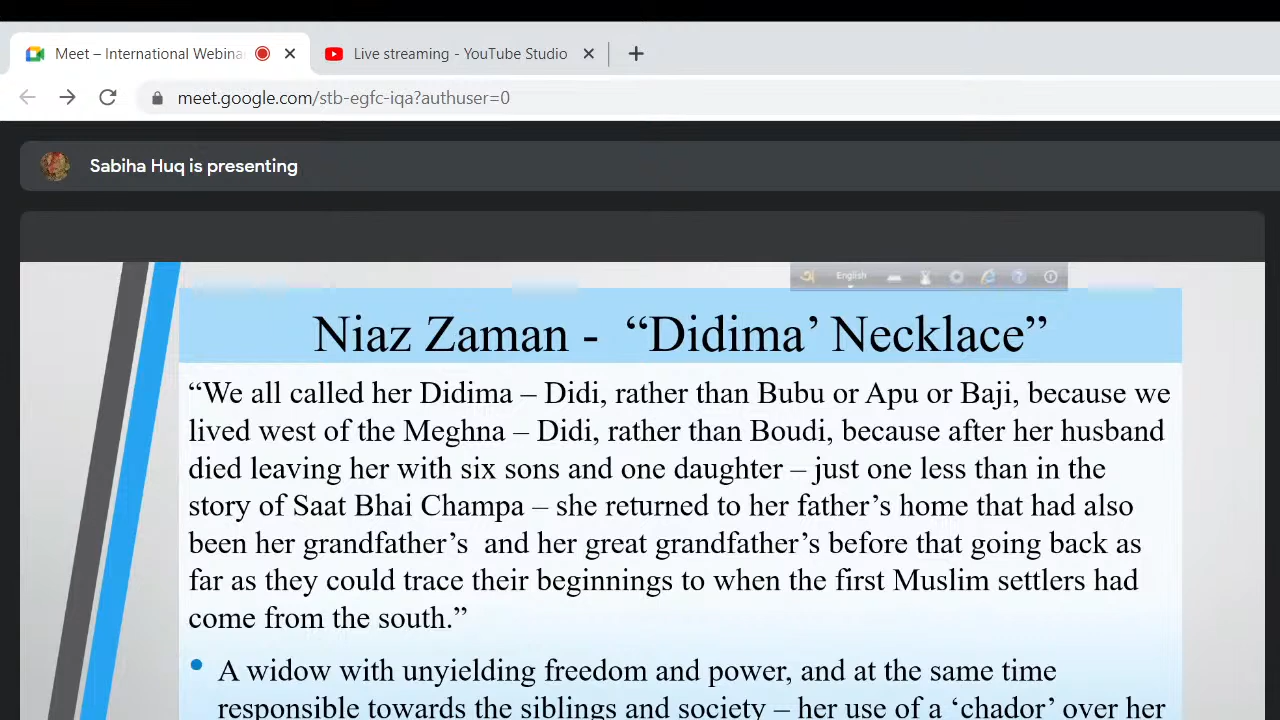 Meet – International Webina
Live streaming - YouTube Studio
meet.google.com/stb-egfc-iqa?authuser=0
Sabiha Huq is presenting
English
Niaz Zaman - “Didima’ Necklace”
“We all called her Didima – Didi, rather than Bubu or Apu or Baji, because we
lived west of the Meghna – Didi, rather than Boudi, because after her husband
died leaving her with six sons and one daughter – just one less than in the
story of Saat Bhai Champa – she returned to her father’s home that had also
been her grandfather’s and her great grandfather’s before that going back as
far as they could trace their beginnings to when the first Muslim settlers had
come from the south.”
• A widow with unyielding freedom and power, and at the same time
responsible towards the siblings and society – her use of a ‘chador’ over her